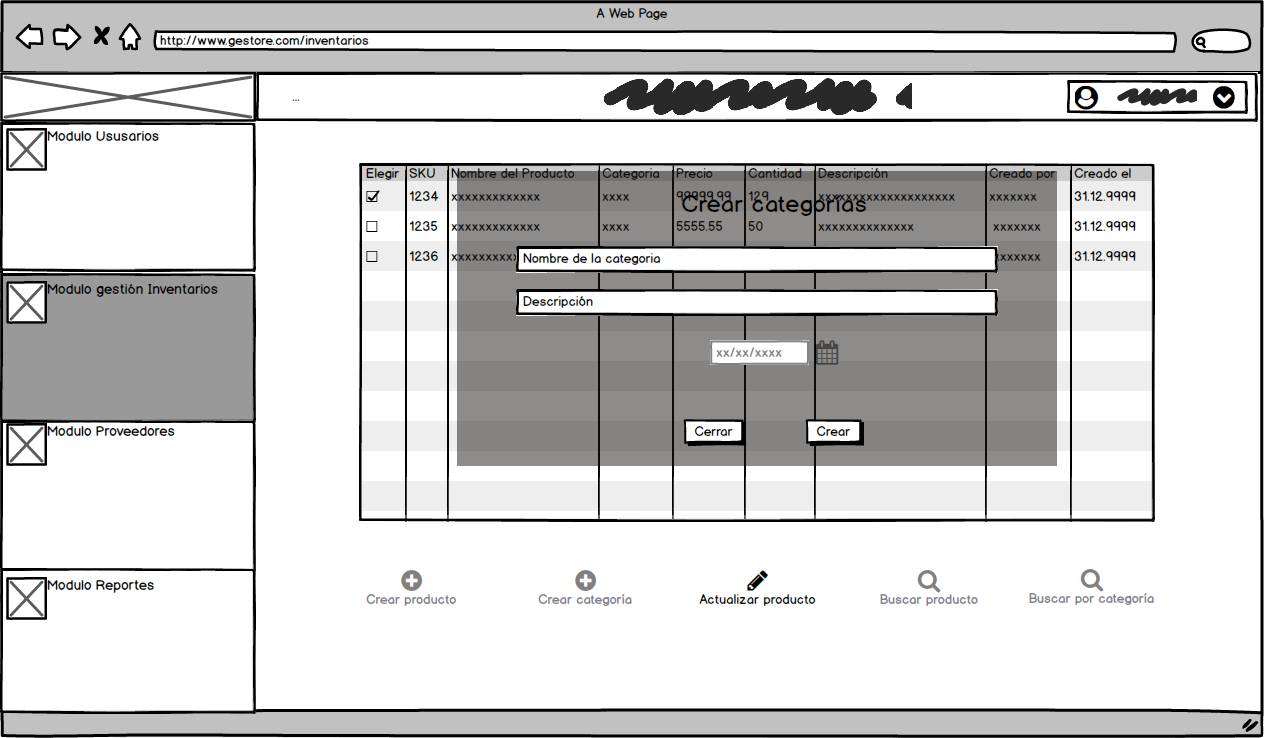 A Web Page
http://www.gestore.com/inventarios
...
Modulo Ususarios
Modulo gestión Inventarios
Modulo Proveedores
Modulo Reportes
Elegir SKU Nombre del Producto Categoria Precio Cantidad Descripción Creado por Creado el
1234 xxxxxxxxxxxxx xxxx 99999.99 129 xxxxxxxxxxxxxxxxxxxx xxxxxxx 31.12.9999
1235 xxxxxxxxxxxxx xxxx 5555.55 50 xxxxxxxxxxxxxx xxxxxxx 31.12.9999
1236 31.12.9999
Crear categorias
Nombre de la categoria
Descripción
xx/xx/xxxx
Cerrar Crear
Crear producto Crear categoría Actualizar producto Buscar producto Buscar por categoría